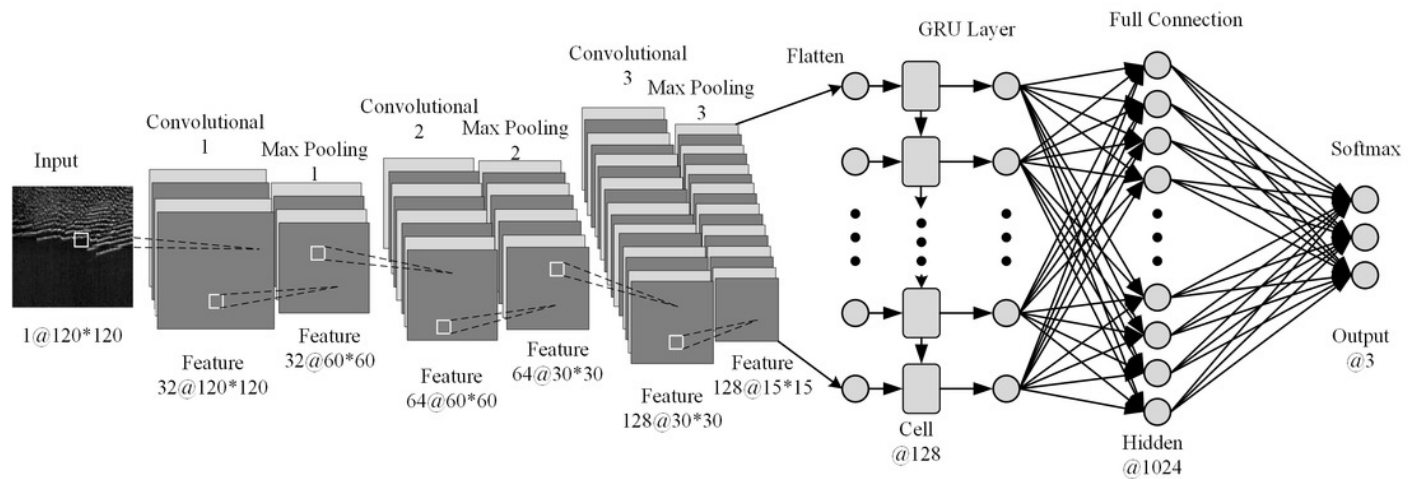 Input
1@120*120
Convolutional
1
Feature
32@120*120
Max Pooling
1
Feature
32@60*60
Convolutional
2
Feature
64@60*60
Max Pooling
2
Feature
64@30*30
Convolutional
3
Feature
128@30*30
Max Pooling
3
Feature
128@15*15
Flatten
GRU Layer
Cell
@128
Full Connection
Hidden
@1024
Softmax
Output
@3